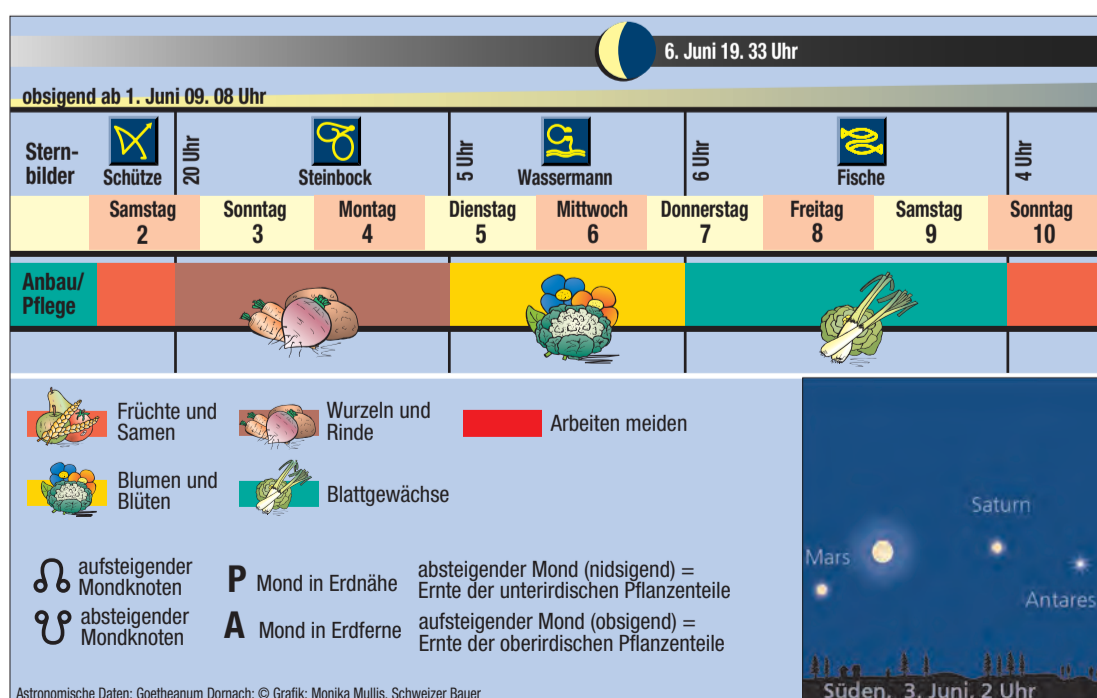 6. Juni 19. 33 Uhr
obsigend ab 1. Juni 09. 08 Uhr
Stern-
bilder
Schütze
20 Uhr
Steinbock
5 Uhr
Wassermann
6 Uhr
Fische
4 Uhr
Samstag
2
Sonntag
3
Montag
4
Dienstag
5
Mittwoch
6
Donnerstag
7
Freitag
8
Samstag
9
Sonntag
10
Anbau/
Pflege
Früchte und
Samen
Wurzeln und
Rinde
Arbeiten meiden
Blumen und
Blüten
Blattgewächse
aufsteigender
Mondknoten
absteigender
Mondknoten
P Mond in Erdnähe
A Mond in Erdferne
absteigender Mond (nidsigend) =
Ernte der unterirdischen Pflanzenteile
aufsteigender Mond (obsigend) =
Ernte der oberirdischen Pflanzenteile
Saturn
Mars
Antares
Süden, 3. Juni, 2 Uhr
Astronomische Daten: Goetheanum Dornach; © Grafik: Monika Mullis, Schweizer Bauer